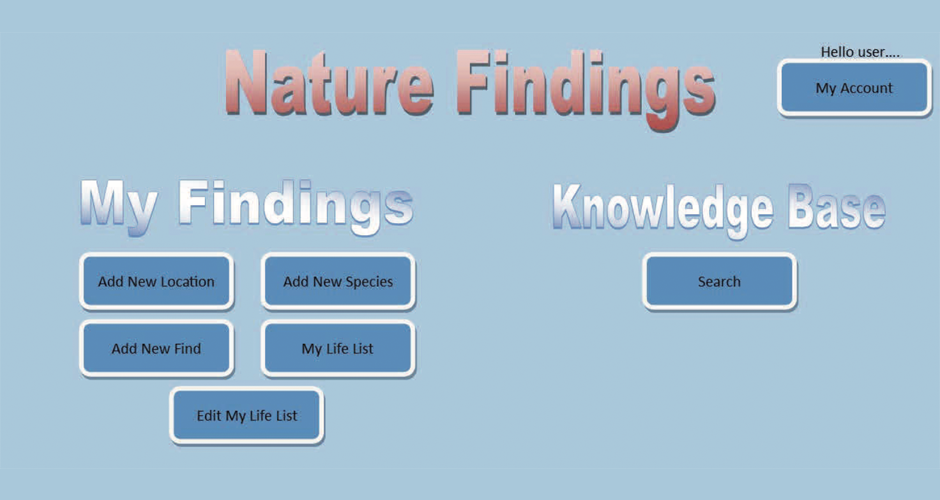 Hello user....
Nature Findings
My Account
My Findings
Knowledge Base
Add New Location
Add New Species
Search
Add New Find
My Life List
Edit My Life List